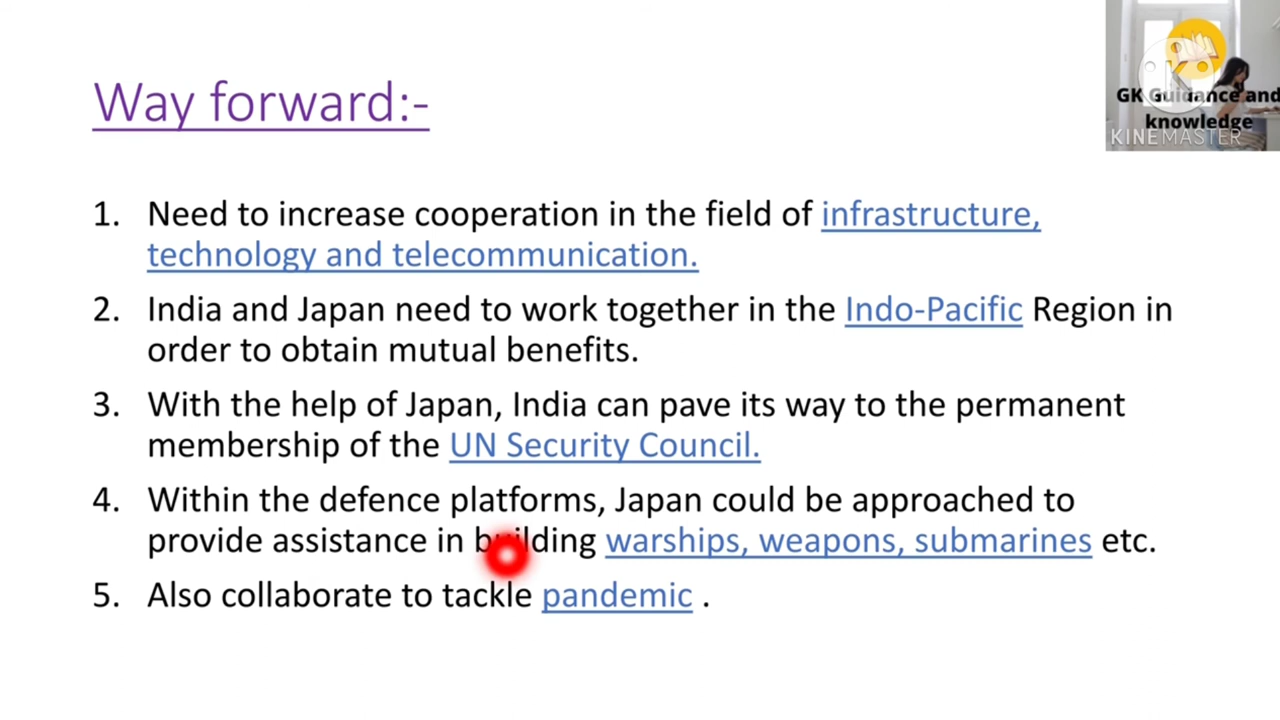 Way forward:-
GK Guidance and
knowledge
KINEMASTER
1. Need to increase cooperation in the field of infrastructure,
technology and telecommunication.
2. India and Japan need to work together in the Indo-Pacific Region in
order to obtain mutual benefits.
3. With the help of Japan, India can pave its way to the permanent
membership of the UN Security Council.
4. Within the defence platforms, Japan could be approached to
provide assistance in building warships, weapons, submarines etc.
5. Also collaborate to tackle pandemic .